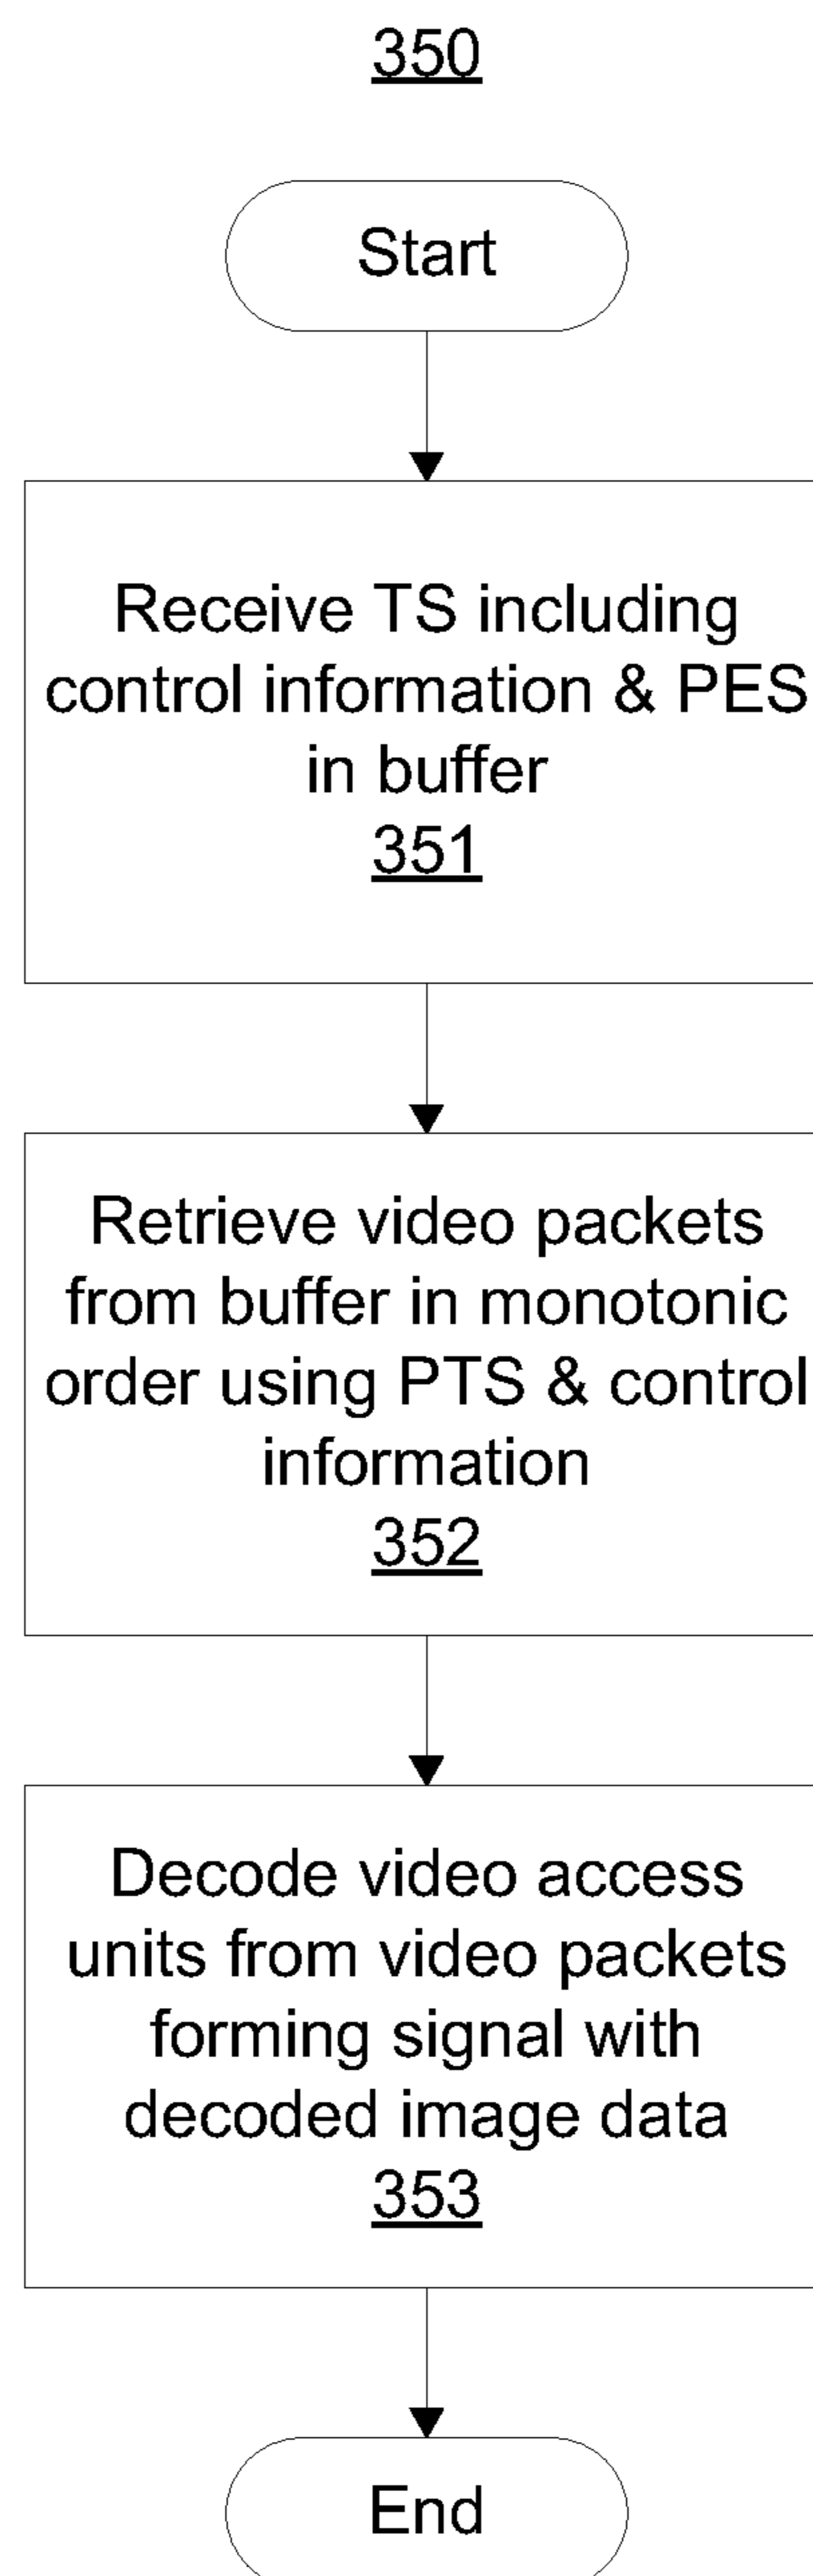 350
Start
Receive TS including
control information & PES
in buffer
351
Retrieve video packets
from buffer in monotonic
order using PTS & control
information
352
Decode video access
units from video packets
forming signal with
decoded image data
353
End